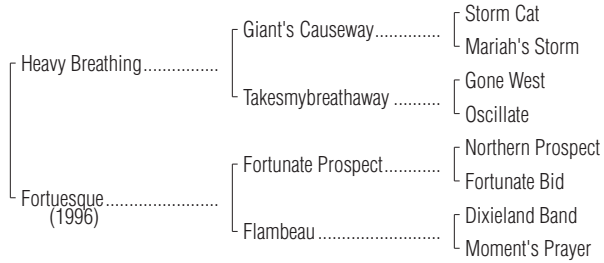 Storm Cat
Giant's Causeway..............
Mariah's Storm
Heavy Breathing................
Gone West
Takesmybreathaway ..........
Oscillate
Northern Prospect
Fortunate Prospect............
Fortunate Bid
Fortuesque........................
(1996)
Dixieland Band
Flambeau ..........................
Moment's Prayer